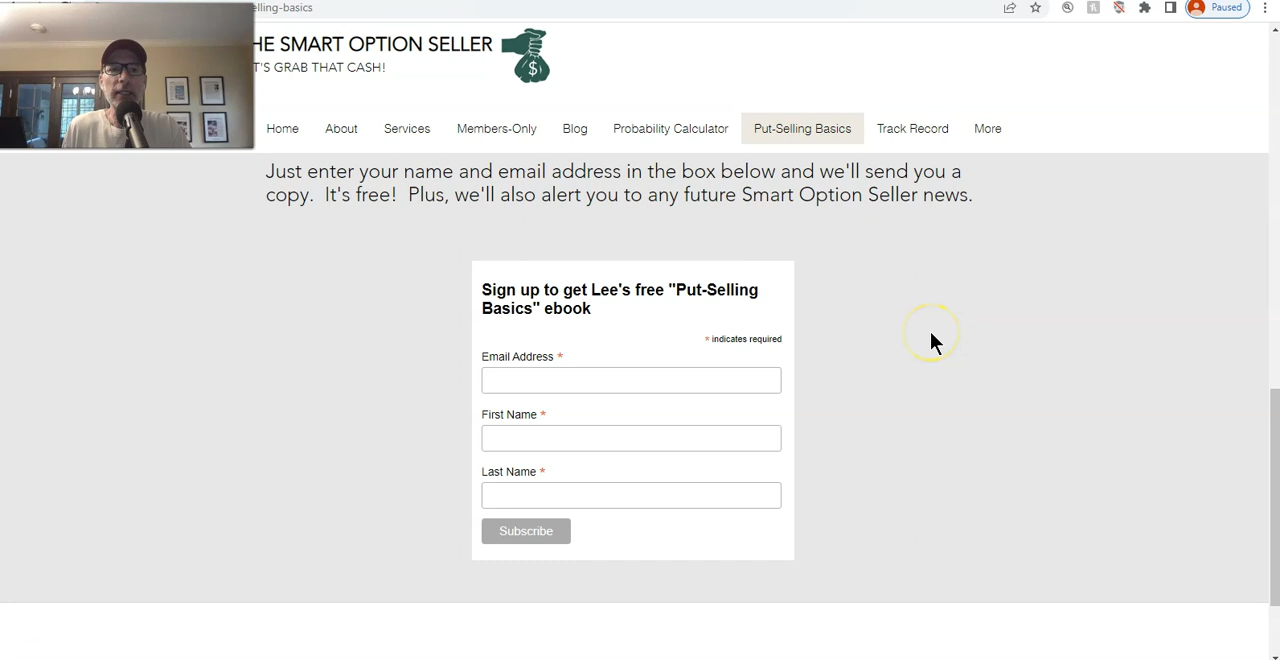 elling-basics
Paused
HE SMART OPTION SELLER
T'S GRAB THAT CASH!
$
Home About Services Members-Only Blog Probability Calculator Put-Selling Basics Track Record More
Just enter your name and email address in the box below and we'll send you a
copy. It's free! Plus, we'll also alert you to any future Smart Option Seller news.
Sign up to get Lee's free "Put-Selling
Basics" ebook
* indicates required
Email Address *
First Name *
Last Name *
Subscribe